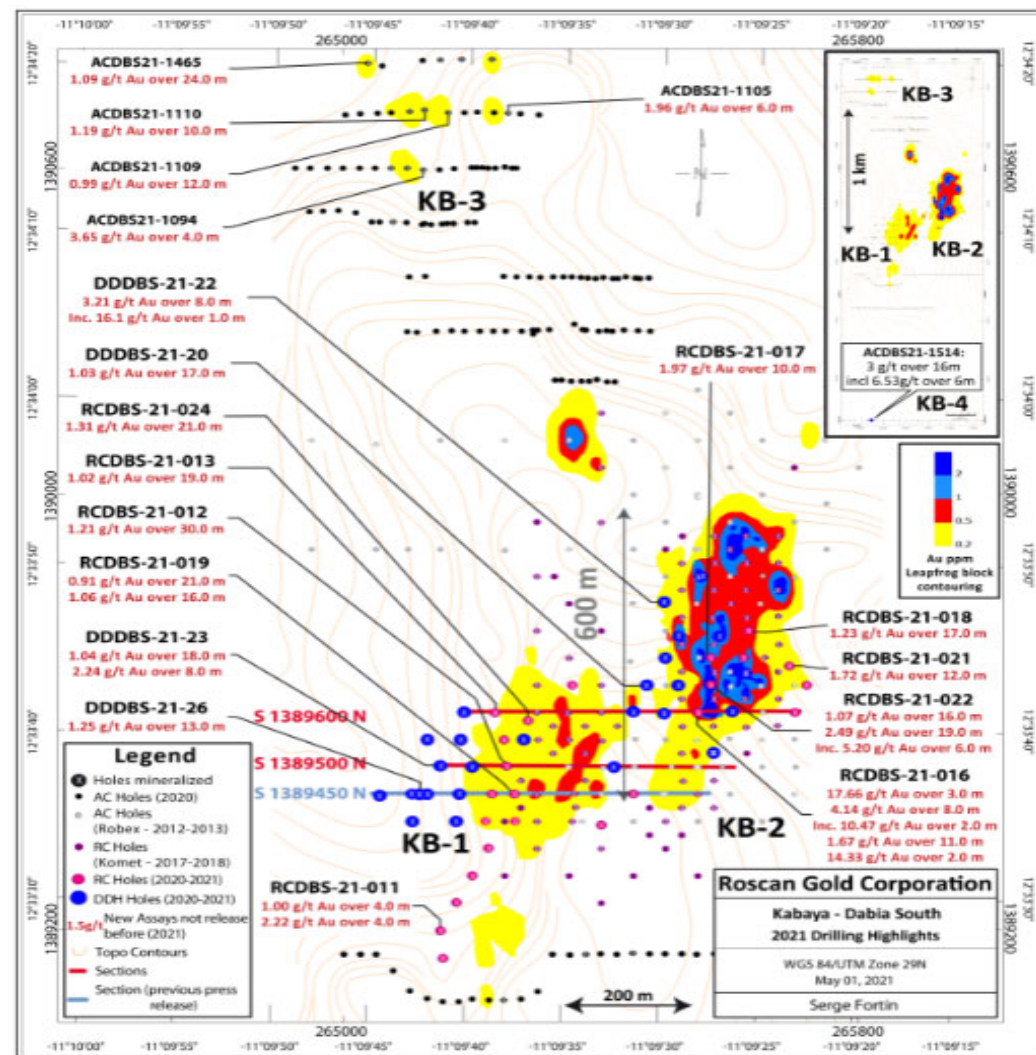 -11°10'00" -11°09'55" -11°09'50" -11°09'45" -11°09'40" -11°09'35" -11°09'30" -11°09'25" -11°09'20" -11°09'15"
265000 265800
12°34'20" 12°34'20"
ACDBS21-1465
1.09 g/t Au over 24.0 m
ACDBS21-1105
1.96 g/t Au over 6.0 m
ACDBS21-1110
1.19 g/t Au over 10.0 m
ACDBS21-1109
0.99 g/t Au over 12.0 m
1390600 1390600
KB-3
ACDBS21-1094
3.65 g/t Au over 4.0 m
12°34'10" 12°34'10"
KB-3
1 km
KB-1
KB-2
ACDBS21-1514:
3 g/t over 16m
incl 6.53g/t over 6m
KB-4
DDDBS-21-22
3.21 g/t Au over 8.0 m
Inc. 16.1 g/t Au over 1.0 m
DDDBS-21-20
1.03 g/t Au over 17.0 m
RCDBS-21-017
1.97 g/t Au over 10.0 m
12°34'00" 12°34'00"
RCDBS-21-024
1.31 g/t Au over 21.0 m
RCDBS-21-013
1.02 g/t Au over 19.0 m
1390000 1390000
2
1
0.5
0.2
Au ppm
Leapfrog block
contouring
RCDBS-21-012
1.21 g/t Au over 30.0 m
12°33'50" 12°33'50"
RCDBS-21-019
0.91 g/t Au over 21.0 m
1.06 g/t Au over 16.0 m
600 m
RCDBS-21-018
1.23 g/t Au over 17.0 m
DDDBS-21-23
1.04 g/t Au over 18.0 m
2.24 g/t Au over 8.0 m
RCDBS-21-021
1.72 g/t Au over 12.0 m
DDDBS-21-26
1.25 g/t Au over 13.0 m
RCDBS-21-022
1.07 g/t Au over 16.0 m
2.49 g/t Au over 19.0 m
Inc. 5.20 g/t Au over 6.0 m
S 1389600 N
12°33'40" 12°33'40"
S 1389500 N
S 1389450 N
RCDBS-21-016
17.66 g/t Au over 3.0 m
4.14 g/t Au over 8.0 m
Inc. 10.47 g/t Au over 2.0 m
1.67 g/t Au over 11.0 m
14.33 g/t Au over 2.0 m
KB-1
KB-2
Legend
Holes mineralized
AC Holes (2020)
AC Holes
(Robex - 2012-2013)
RC Holes
(Komet - 2017-2018)
RC Holes (2020-2021)
DDH Holes (2020-2021)
1.5g/t New Assays not release
before (2021)
Topo Contours
Sections
Section (previous press
release)
RCDBS-21-011
1.00 g/t Au over 4.0 m
2.22 g/t Au over 4.0 m
12°33'30"
1389200 1389200
Roscan Gold Corporation
Kabaya - Dabia South
2021 Drilling Highlights
WGS 84/UTM Zone 29N
May 01, 2021
Serge Fortin
200 m
265000 265800
-11°10'00" -11°09'55" -11°09'50" -11°09'45" -11°09'40" -11°09'35" -11°09'30" -11°09'25" -11°09'20" -11°09'15"